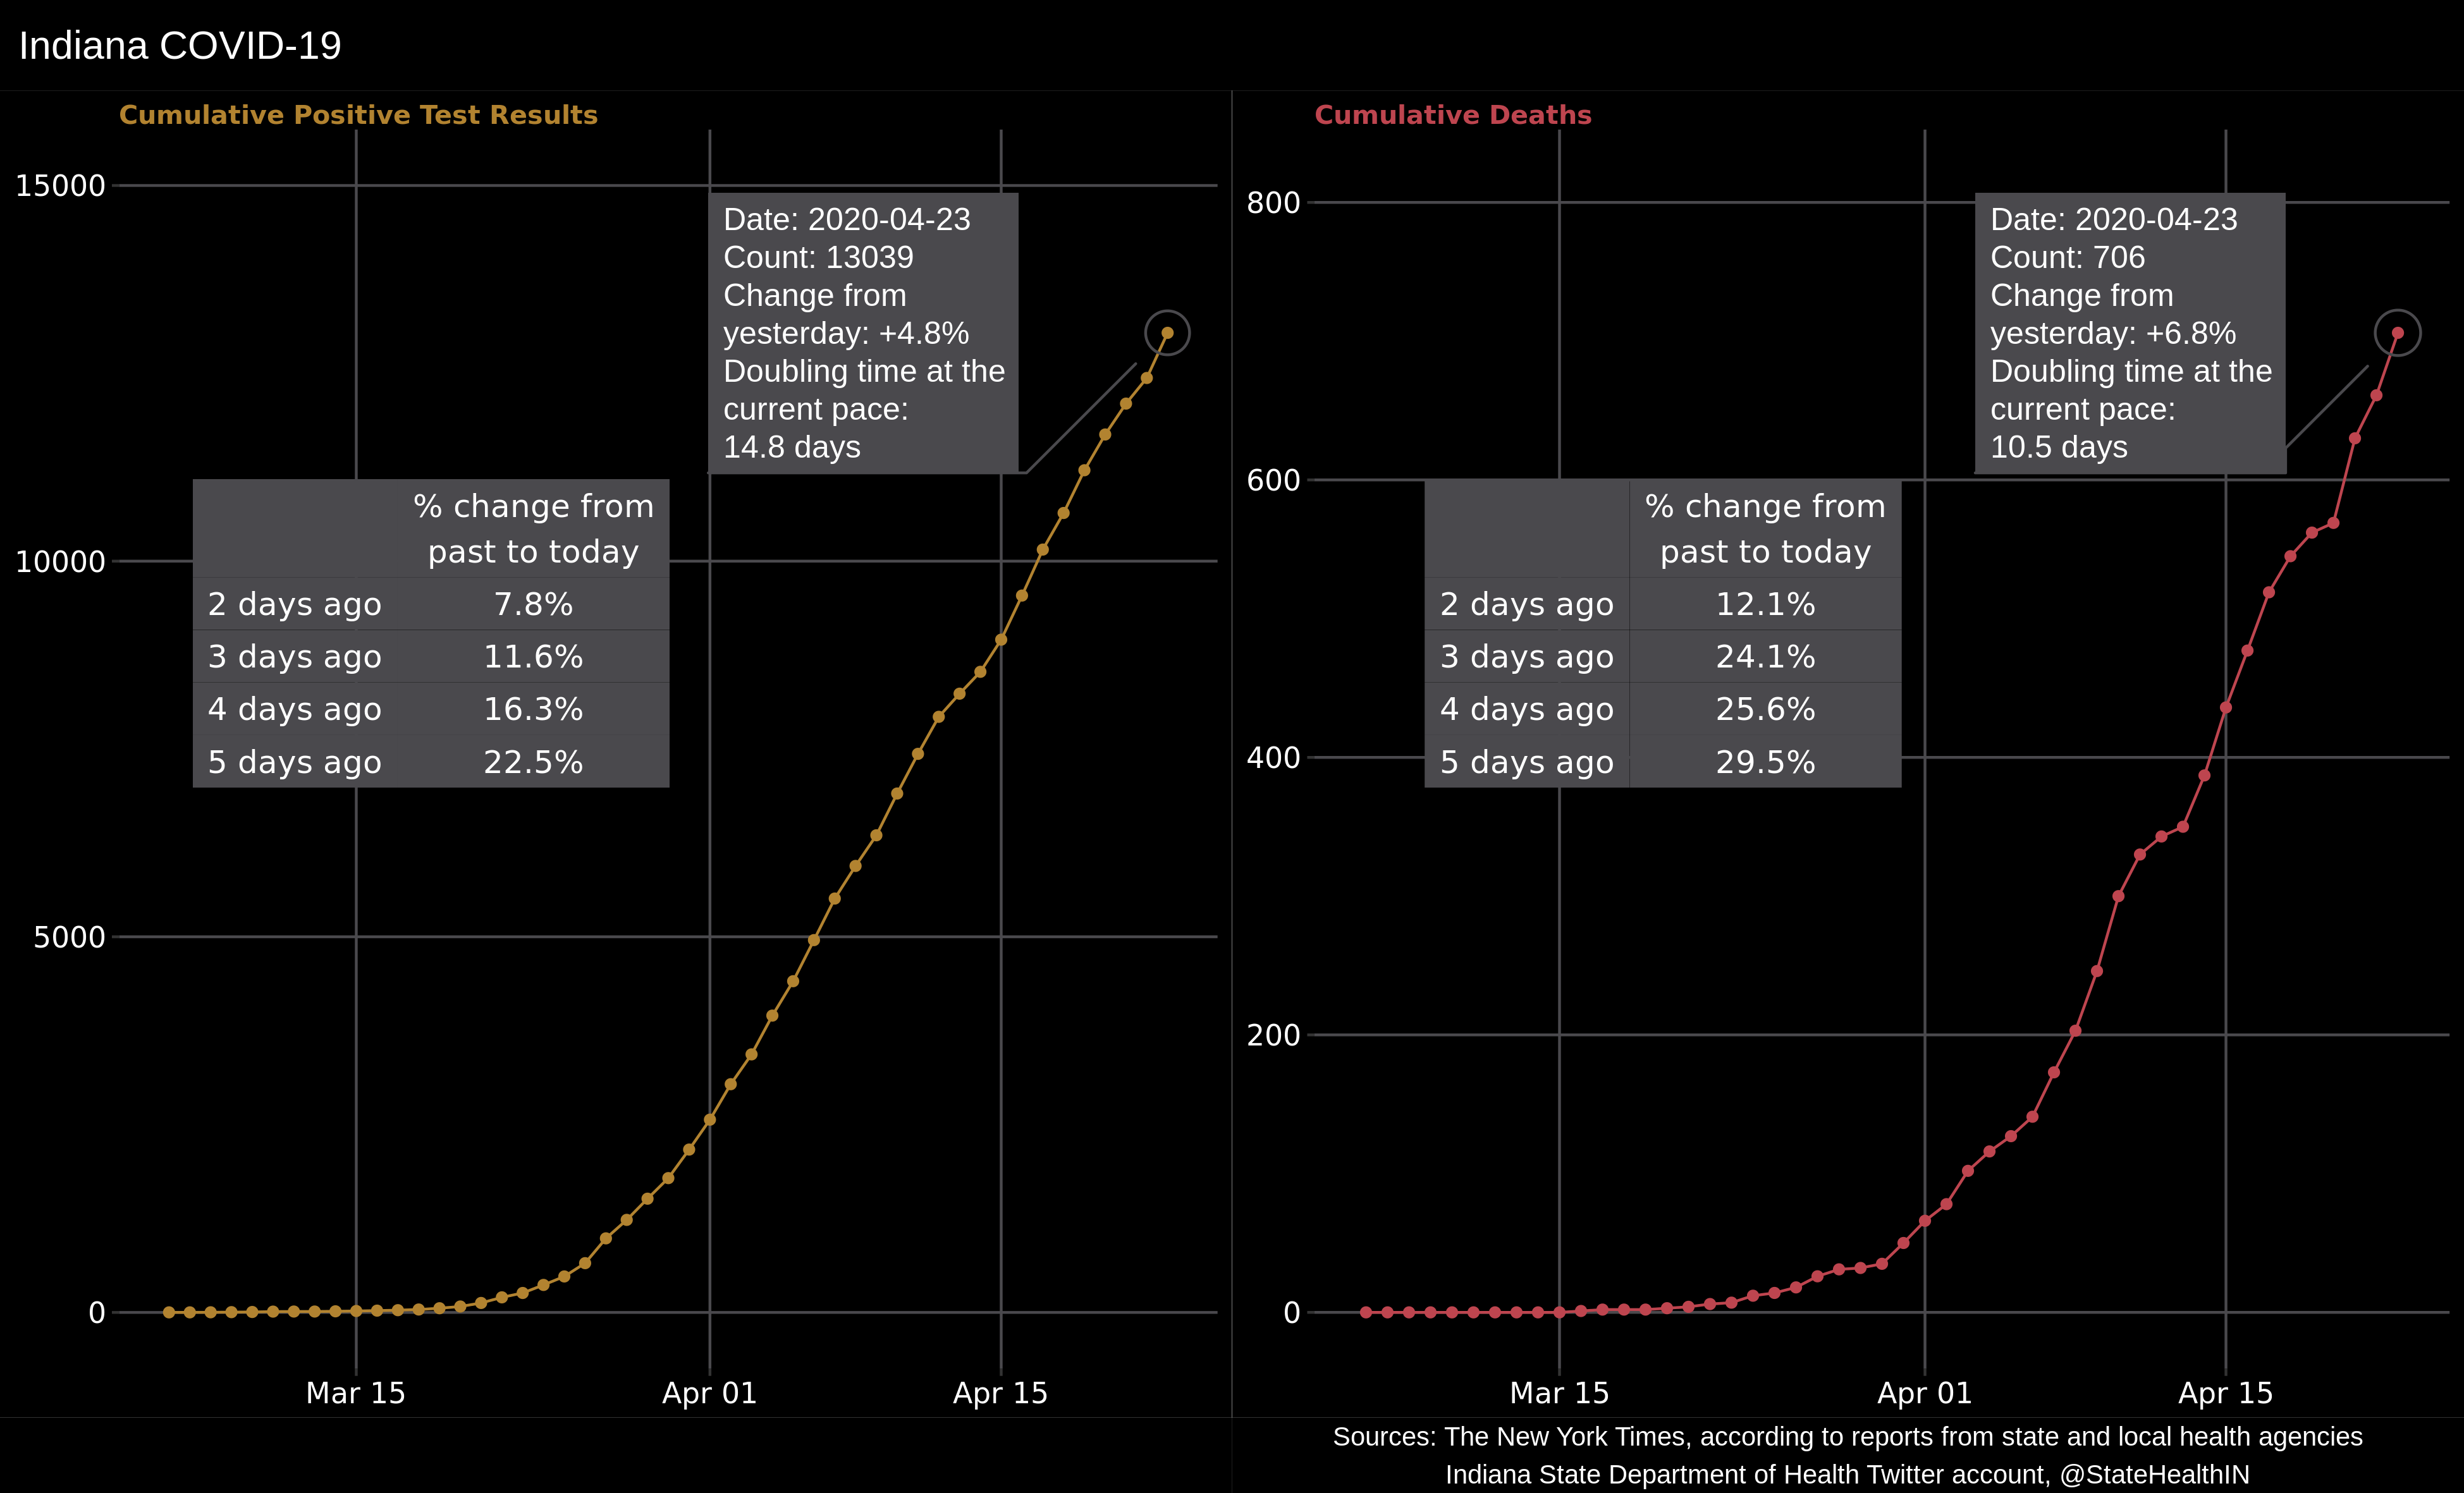 Indiana COVID-19
Cumulative Positive Test Results
15000
10000
5000
0
Mar 15
Apr 01
Apr 15
Date: 2020-04-23
Count: 13039
Change from
yesterday: +4.8%
Doubling time at the
current pace:
14.8 days
% change from
past to today
2 days ago 7.8%
3 days ago 11.6%
4 days ago 16.3%
5 days ago 22.5%
Cumulative Deaths
800
600
400
200
0
Mar 15
Apr 01
Apr 15
Date: 2020-04-23
Count: 706
Change from
yesterday: +6.8%
Doubling time at the
current pace:
10.5 days
% change from
past to today
2 days ago 12.1%
3 days ago 24.1%
4 days ago 25.6%
5 days ago 29.5%
Sources: The New York Times, according to reports from state and local health agencies
Indiana State Department of Health Twitter account, @StateHealthIN